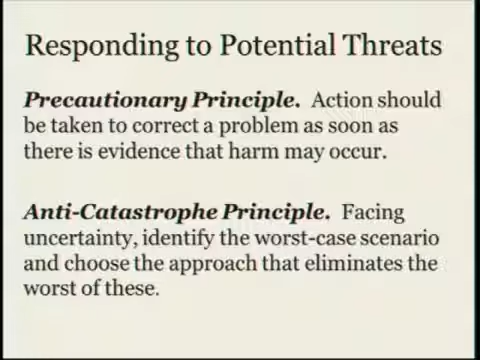 Responding to Potential Threats
Precautionary Principle. Action should
be taken to correct a problem as soon as
there is evidence that harm may occur.
Anti-Catastrophe Principle. Facing
uncertainty, identify the worst-case scenario
and choose the approach that eliminates the
worst of these.